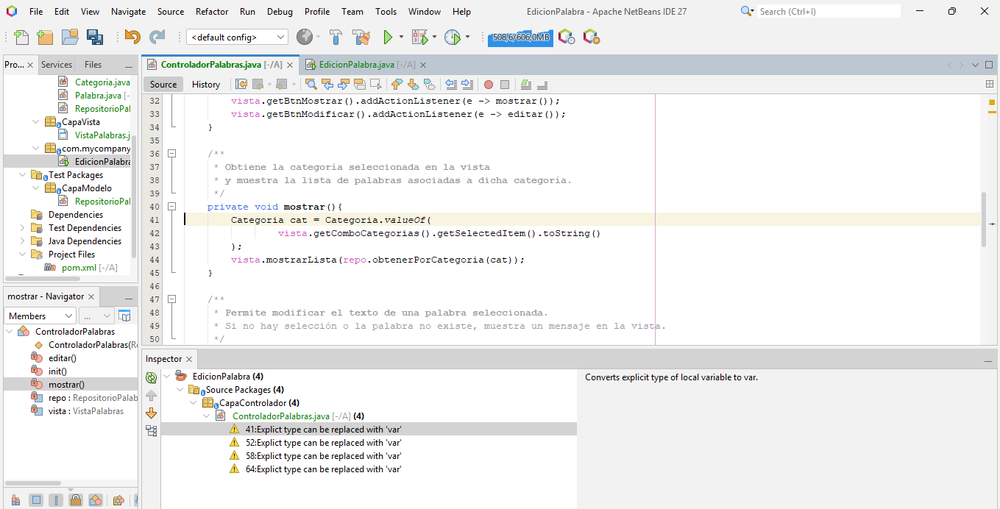 File Edit View Navigate Source Refactor Run Debug Profile Team Tools Window Help EdicionPalabra - Apache NetBeans IDE 27 Search (Ctrl+I)
<default config> 508,6/606,0MB
Pro... Services Files
Categoria.java
Palabra.java [-
RepositorioPal
CapaVista
VistaPalabras.j
com.mycompany
EdicionPalabra
Test Packages
CapaModelo
RepositorioPal
Dependencies
Test Dependencies
Java Dependencies
Project Files
pom.xml [-/A]
mostrar - Navigator
Members ...
ControladorPalabras
ControladorPalabras(Re
editar()
init()
mostrar()
repo : RepositorioPalab
vista : VistaPalabras
ControladorPalabras.java [-/A] EdicionPalabra.java [-/A]
Source History
32 vista.getBtnMostrar().addActionListener(e -> mostrar());
33 vista.getBtnModificar().addActionListener(e -> editar());
34 }
35
36 /**
37 * Obtiene la categoría seleccionada en la vista
38 * y muestra la lista de palabras asociadas a dicha categoría.
39 */
40 private void mostrar(){
41 Categoria cat = Categoria.valueOf(
42 vista.getComboCategorias().getSelectedItem().toString()
43 );
44 vista.mostrarLista(repo.obtenerPorCategoria(cat));
45 }
46
47 /**
48 * Permite modificar el texto de una palabra seleccionada.
49 * Si no hay selección o la palabra no existe, muestra un mensaje en la vista.
50 */
Inspector
EdicionPalabra (4)
Source Packages (4)
CapaControlador (4)
ControladorPalabras.java [-/A] (4)
41:Explict type can be replaced with 'var'
52:Explict type can be replaced with 'var'
58:Explict type can be replaced with 'var'
64:Explict type can be replaced with 'var'
Converts explicit type of local variable to var.